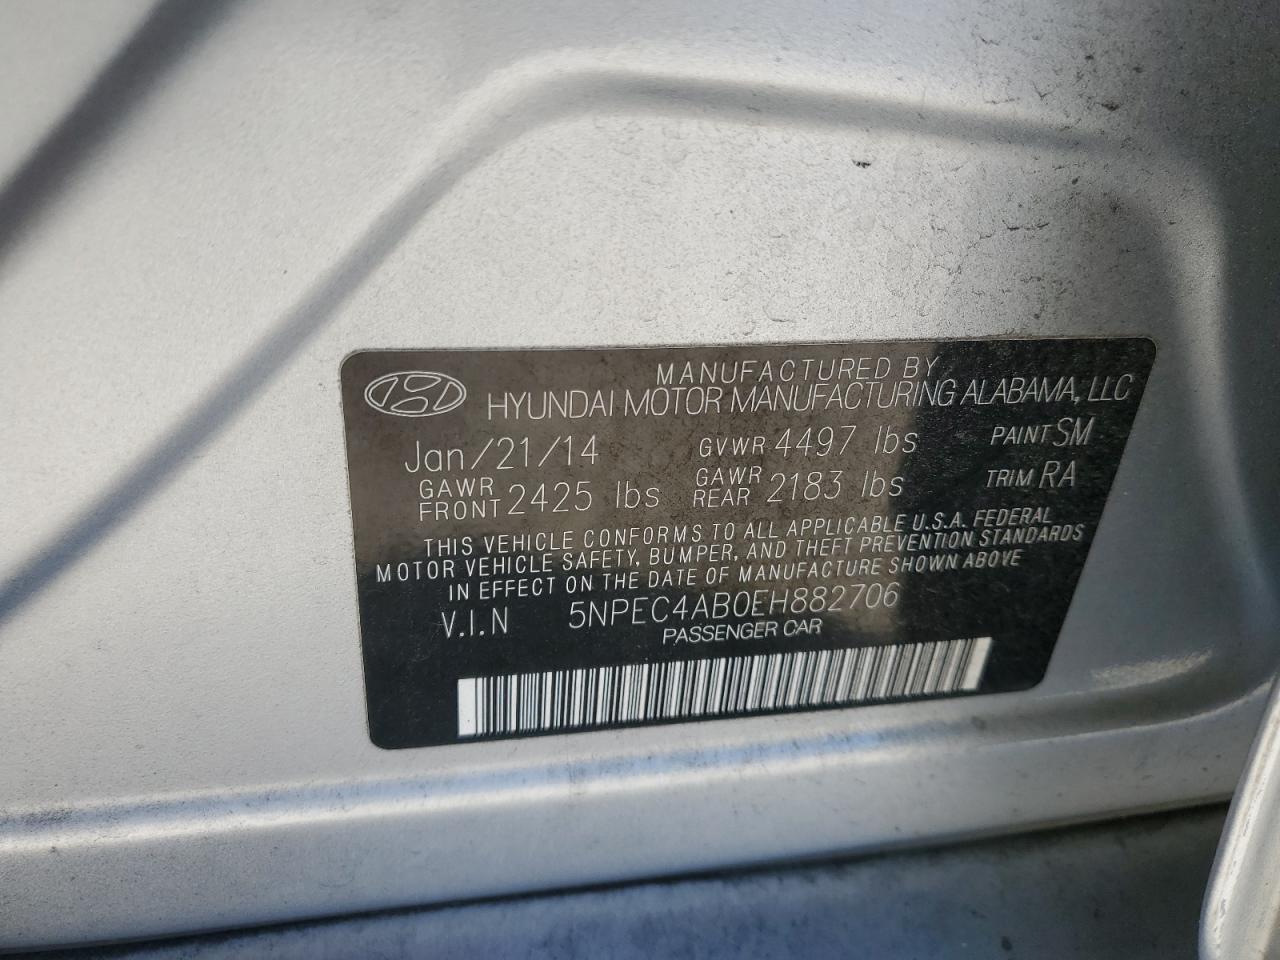 MANUFACTURED BY
HYUNDAI MOTOR MANUFACTURING ALABAMA, LLC
Jan/21/14 GVWR 4497 lbs PAINT SM
GAWR FRONT 2425 lbs GAWR REAR 2183 lbs TRIM RA
THIS VEHICLE CONFORMS TO ALL APPLICABLE U.S.A. FEDERAL
MOTOR VEHICLE SAFETY, BUMPER, AND THEFT PREVENTION STANDARDS
IN EFFECT ON THE DATE OF MANUFACTURE SHOWN ABOVE
V.I.N 5NPEC4AB0EH882706
PASSENGER CAR